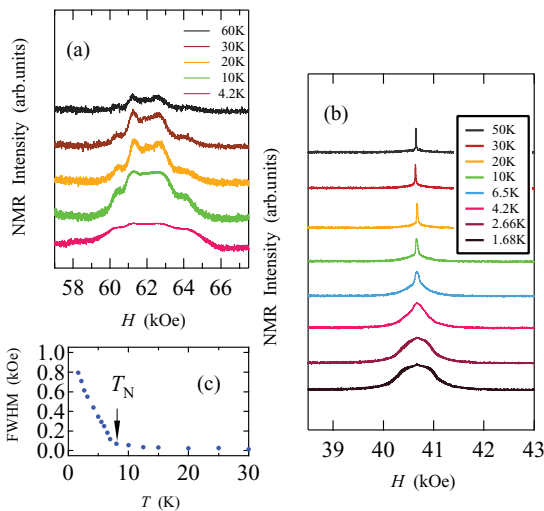 (a)
60K
30K
20K
10K
4.2K
NMR Intensity (arb.units)
58 60 62 64 66
H (kOe)
(b)
50K
30K
20K
10K
6.5K
4.2K
2.66K
1.68K
NMR Intensity (arb.units)
39 40 41 42 43
H (kOe)
(c)
1.0
0.8
0.6
0.4
0.2
0.0
FWHM (kOe)
TN
0 10 20 30
T (K)